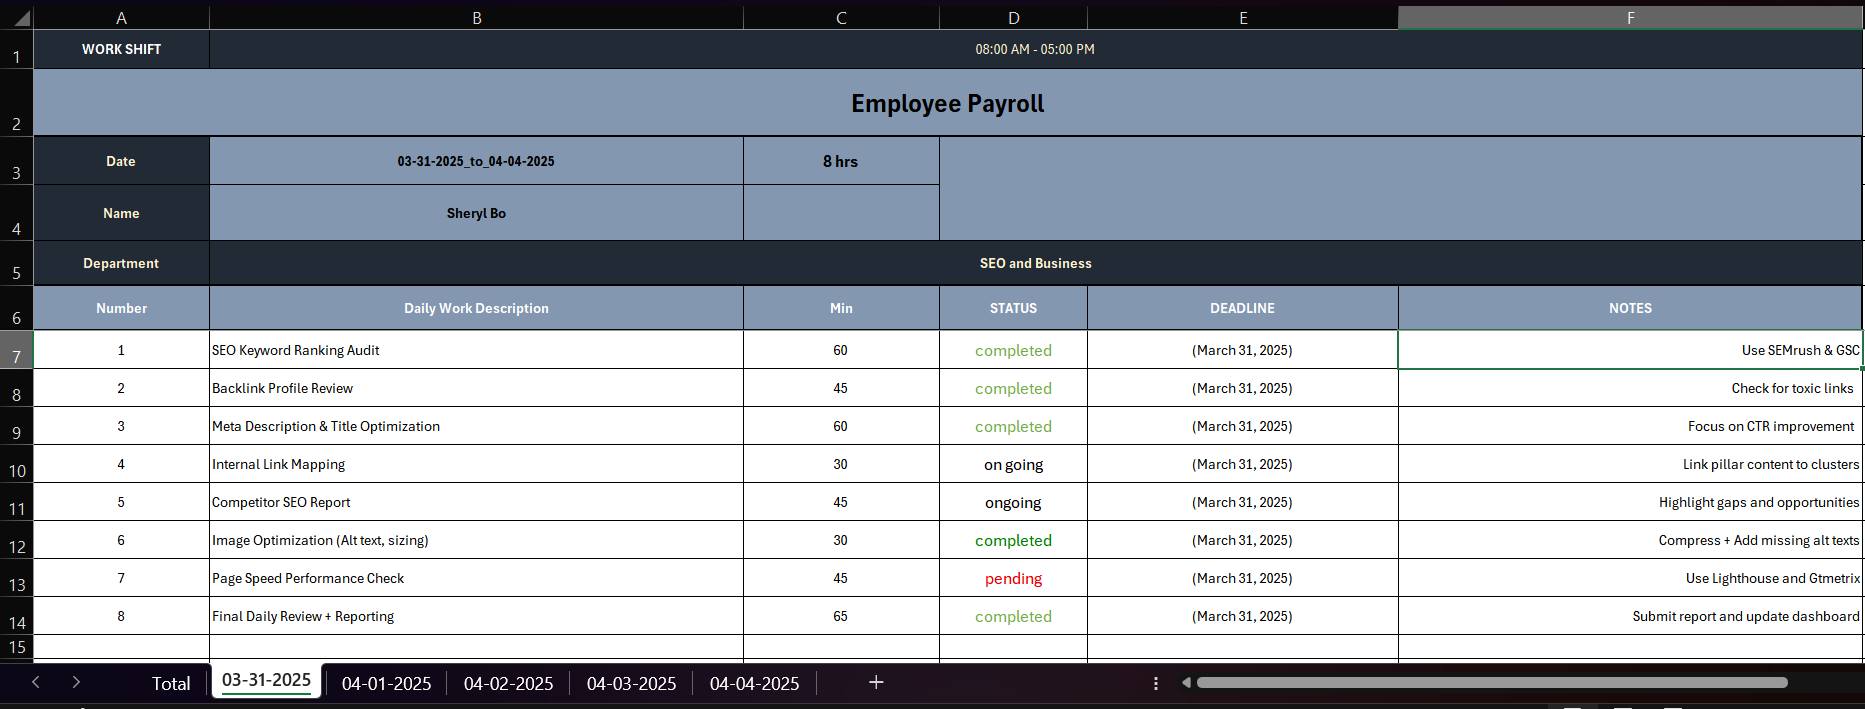 A B C D E F
1 WORK SHIFT 08:00 AM - 05:00 PM
2 Employee Payroll
3 Date 03-31-2025_to_04-04-2025 8 hrs
4 Name Sheryl Bo
5 Department SEO and Business
6 Number Daily Work Description Min STATUS DEADLINE NOTES
7 1 SEO Keyword Ranking Audit 60 completed (March 31, 2025) Use SEMrush & GSC
8 2 Backlink Profile Review 45 completed (March 31, 2025) Check for toxic links
9 3 Meta Description & Title Optimization 60 completed (March 31, 2025) Focus on CTR improvement
10 4 Internal Link Mapping 30 on going (March 31, 2025) Link pillar content to clusters
11 5 Competitor SEO Report 45 ongoing (March 31, 2025) Highlight gaps and opportunities
12 6 Image Optimization (Alt text, sizing) 30 completed (March 31, 2025) Compress + Add missing alt texts
13 7 Page Speed Performance Check 45 pending (March 31, 2025) Use Lighthouse and Gtmetrix
14 8 Final Daily Review + Reporting 65 completed (March 31, 2025) Submit report and update dashboard
15
Total 03-31-2025 04-01-2025 04-02-2025 04-03-2025 04-04-2025